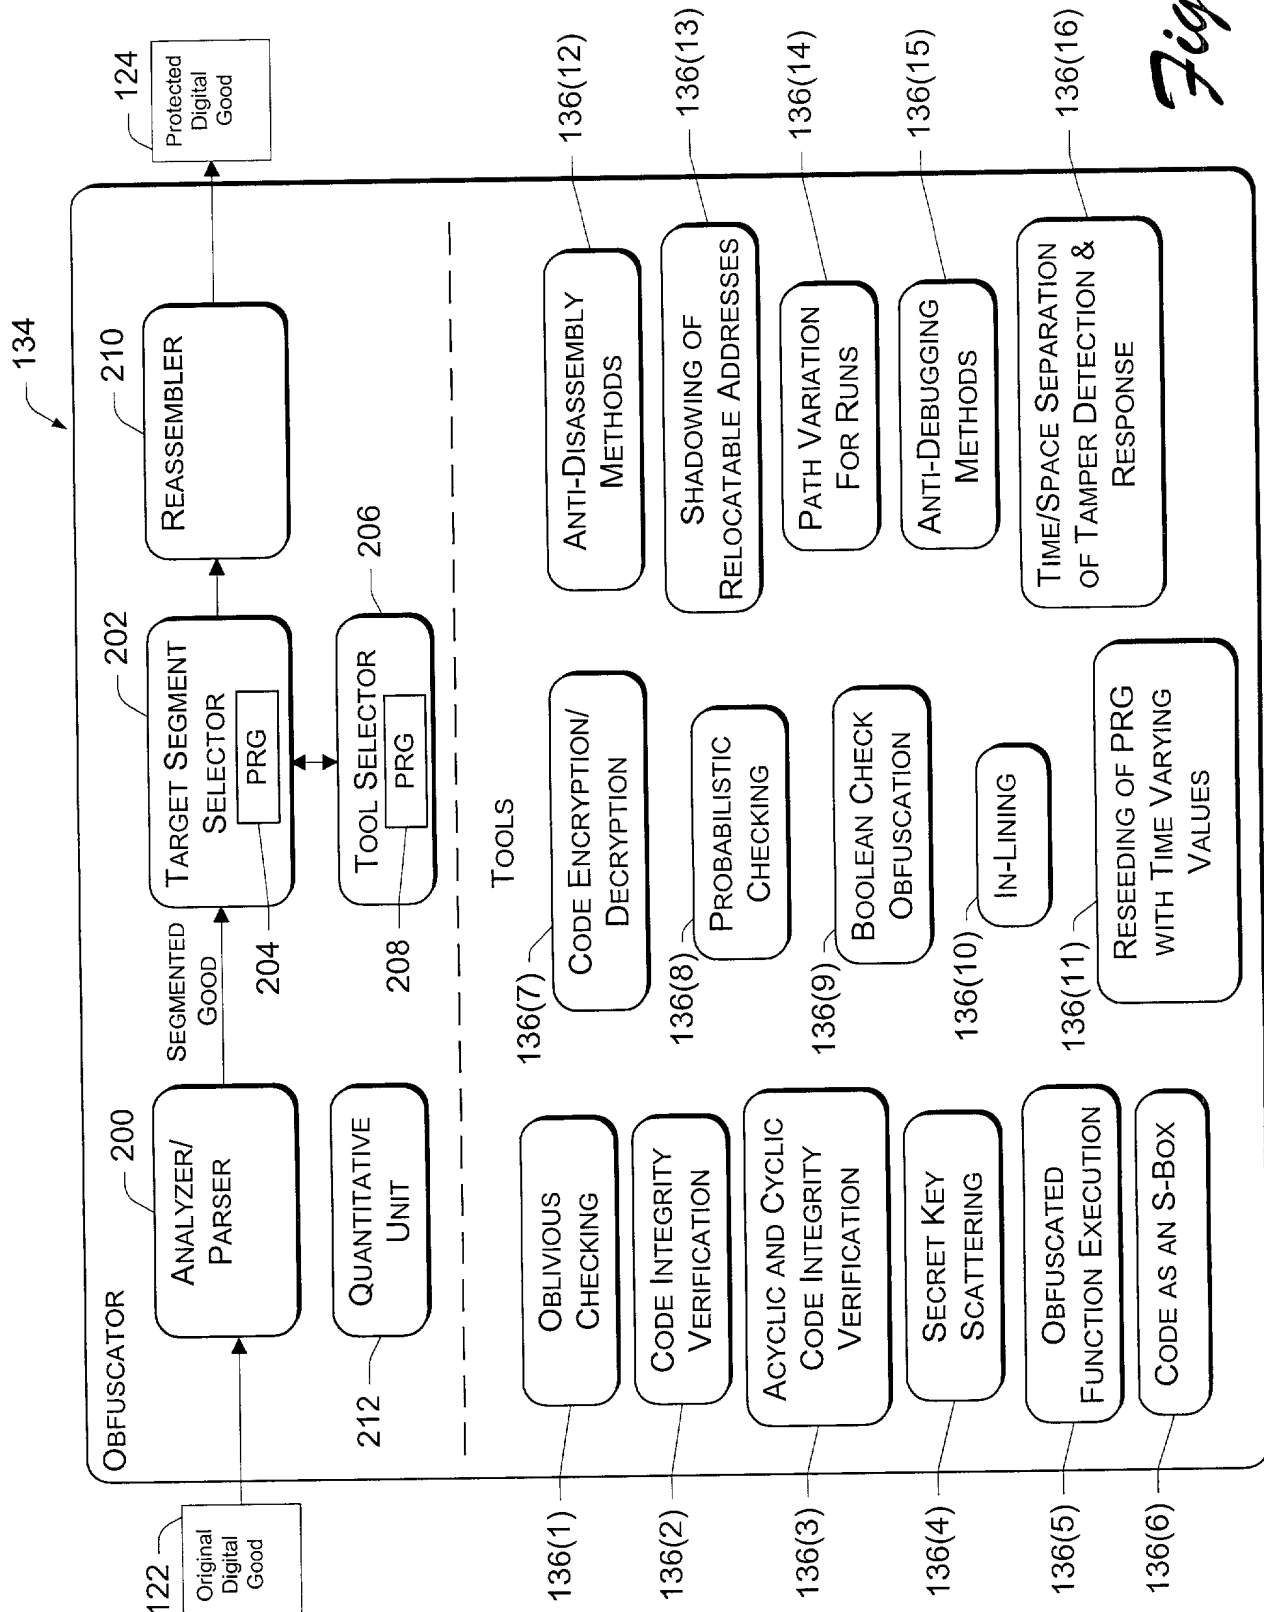 134
OBFUSCATOR
122
Original
Digital
Good
200
ANALYZER/
PARSER
SEGMENTED
GOOD
202
TARGET SEGMENT
SELECTOR
PRG
204
210
REASSEMBLER
124
Protected
Digital
Good
212
QUANTITATIVE
UNIT
206
TOOL SELECTOR
PRG
208
TOOLS
136(1)
OBLIVIOUS
CHECKING
136(2)
CODE INTEGRITY
VERIFICATION
136(3)
ACYCLIC AND CYCLIC
CODE INTEGRITY
VERIFICATION
136(4)
SECRET KEY
SCATTERING
136(5)
OBFUSCATED
FUNCTION EXECUTION
136(6)
CODE AS AN S-BOX
136(7)
CODE ENCRYPTION/
DECRYPTION
136(8)
PROBABILISTIC
CHECKING
136(9)
BOOLEAN CHECK
OBFUSCATION
136(10)
IN-LINING
136(11)
RESEEDING OF PRG
WITH TIME VARYING
VALUES
136(12)
ANTI-DISASSEMBLY
METHODS
136(13)
SHADOWING OF
RELOCATABLE ADDRESSES
136(14)
PATH VARIATION
FOR RUNS
136(15)
ANTI-DEBUGGING
METHODS
136(16)
TIME/SPACE SEPARATION
OF TAMPER DETECTION &
RESPONSE
Fig